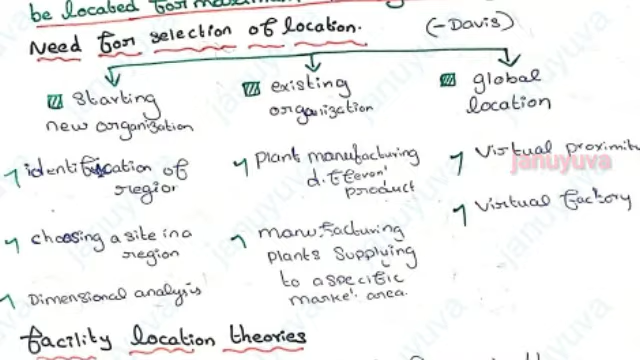 be located for
Need for selection of location.
(-Davis)
starting
new organization
identification of
region
choosing a site in a
region
Dimensional analysis
existing
organization
Plant manufacturing
different
product
manufacturing
plants supplying
to a specific
market area.
global
location
Virtual proximit
Virtual factory
januyuva
facility location theories